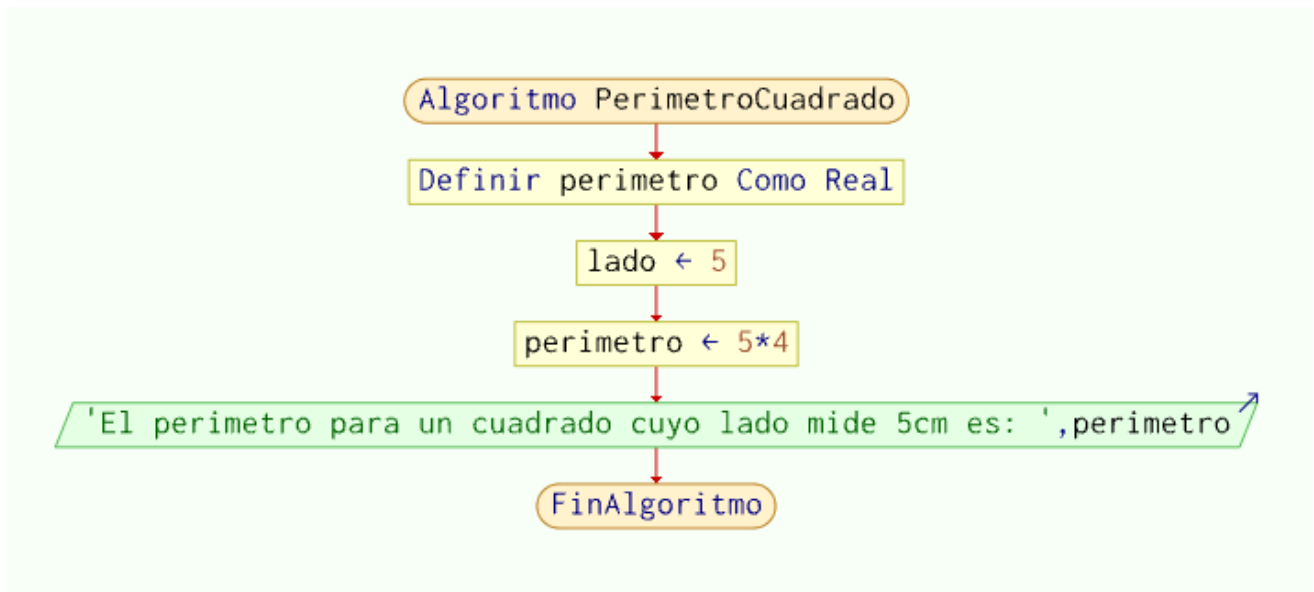 Algoritmo PerimetroCuadrado
Definir perimetro Como Real
lado ← 5
perimetro ← 5*4
'El perimetro para un cuadrado cuyo lado mide 5cm es: ',perimetro
FinAlgoritmo